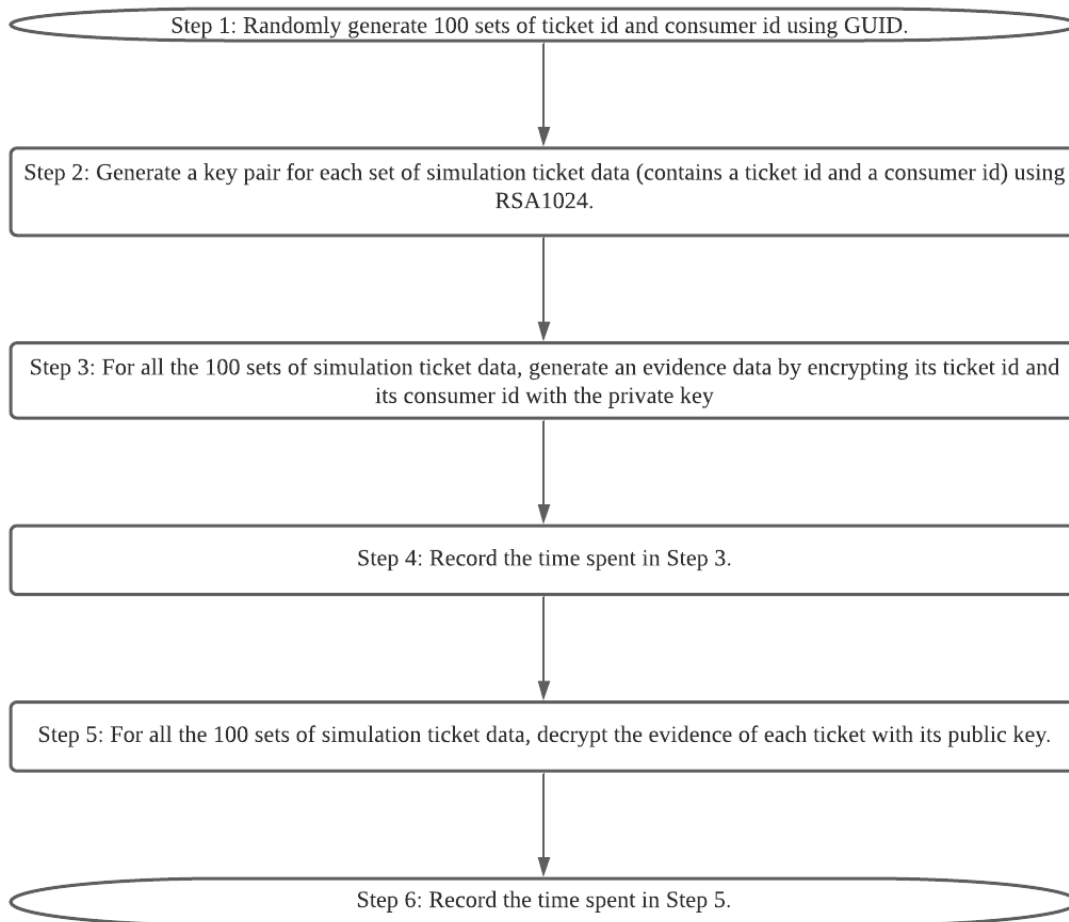 Step 1: Randomly generate 100 sets of ticket id and consumer id using GUID.
Step 2: Generate a key pair for each set of simulation ticket data (contains a ticket id and a consumer id) using
RSA1024.
Step 3: For all the 100 sets of simulation ticket data, generate an evidence data by encrypting its ticket id and
its consumer id with the private key
Step 4: Record the time spent in Step 3.
Step 5: For all the 100 sets of simulation ticket data, decrypt the evidence of each ticket with its public key.
Step 6: Record the time spent in Step 5.